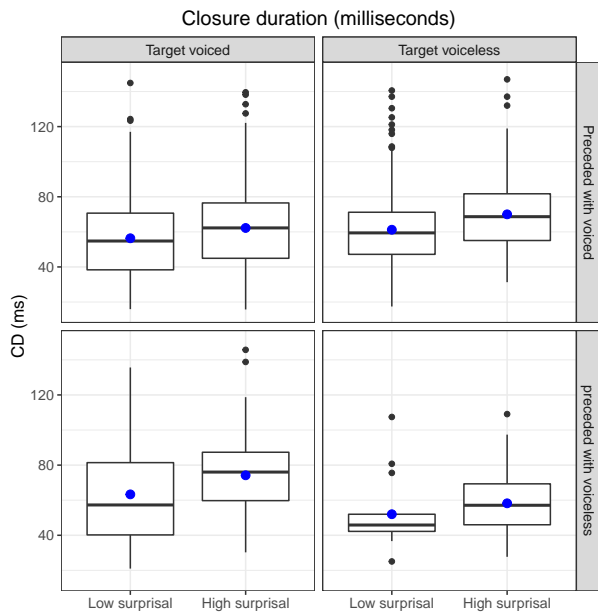 Closure duration (milliseconds)
Target voiced
Target voiceless
120
80
40
Preceded with voiced
CD (ms)
120
80
40
preceded with voiceless
Low surprisal
High surprisal
Low surprisal
High surprisal